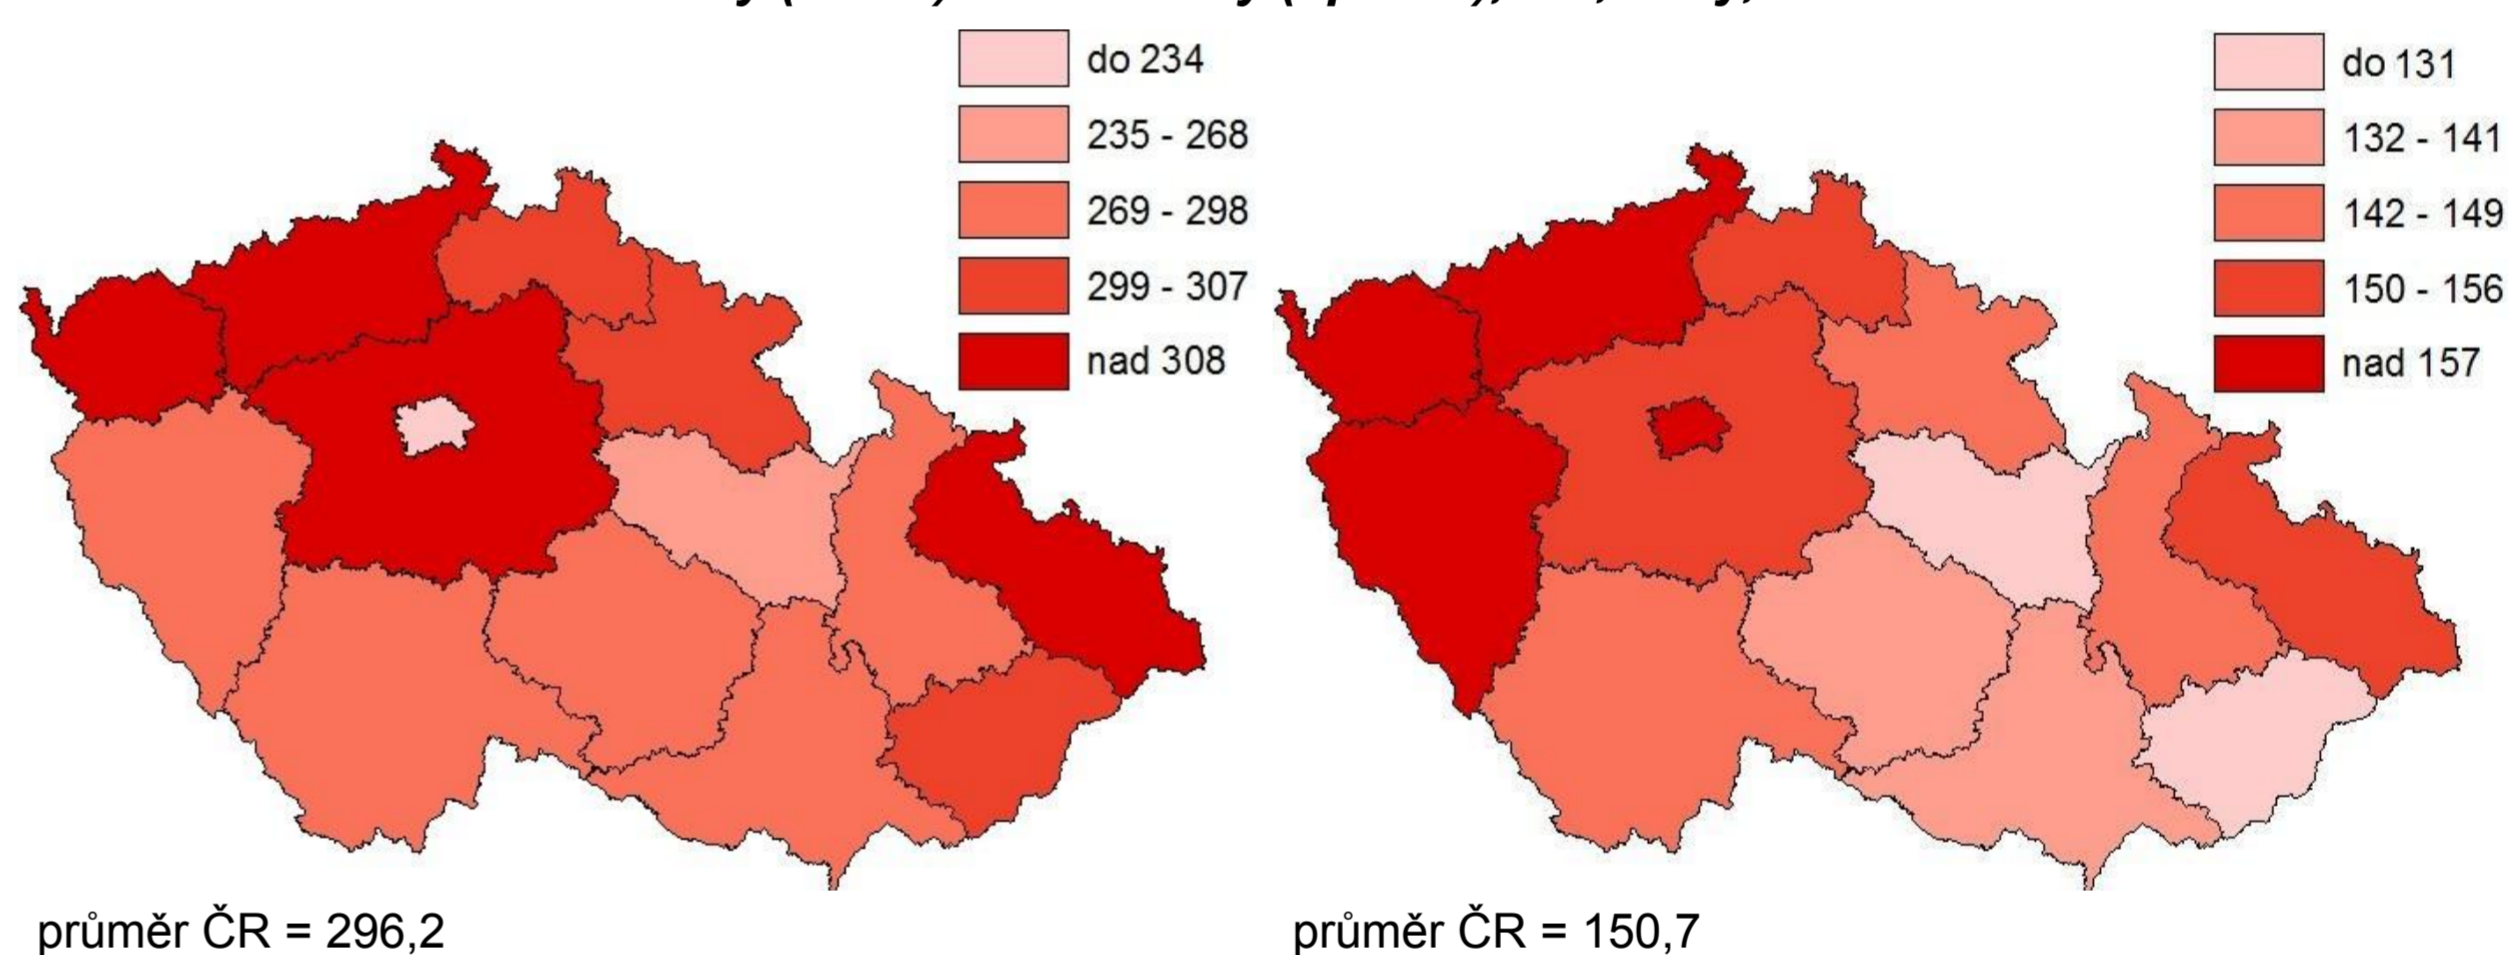 do 234
235 - 268
269 - 298
299 - 307
nad 308
do 131
132 - 141
142 - 149
150 - 156
nad 157
průměr ČR = 296,2
průměr ČR = 150,7